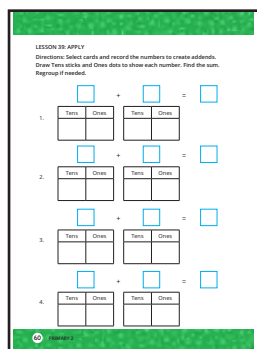 LESSON 39: APPLY
Directions: Select cards and record the numbers to create addends.
Draw Tens sticks and Ones dots to show each number. Find the sum.
Regroup if needed.
+ =
1. Tens Ones Tens Ones
+ =
2. Tens Ones Tens Ones
+ =
3. Tens Ones Tens Ones
+ =
4. Tens Ones Tens Ones
60 PRIMARY 2